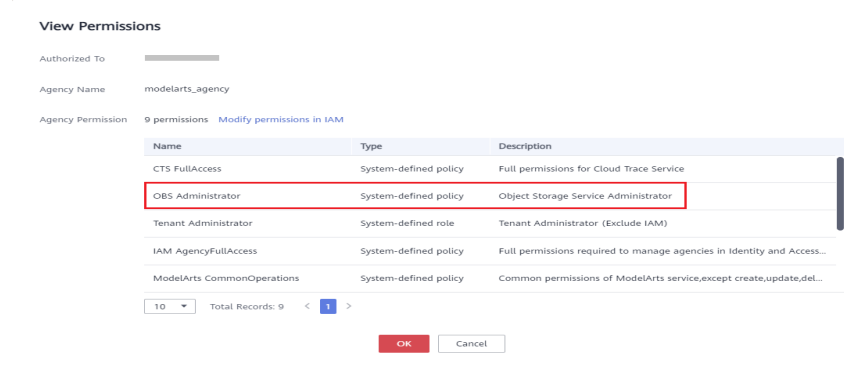 View Permissions
Authorized To
Agency Name modelarts_agency
Agency Permission 9 permissions Modify permissions in IAM
Name Type Description
CTS FullAccess System-defined policy Full permissions for Cloud Trace Service
OBS Administrator System-defined policy Object Storage Service Administrator
Tenant Administrator System-defined role Tenant Administrator (Exclude IAM)
IAM AgencyFullAccess System-defined policy Full permissions required to manage agencies in Identity and Access...
ModelArts CommonOperations System-defined policy Common permissions of ModelArts service,except create,update,del...
10 Total Records: 9 < 1 >
OK Cancel